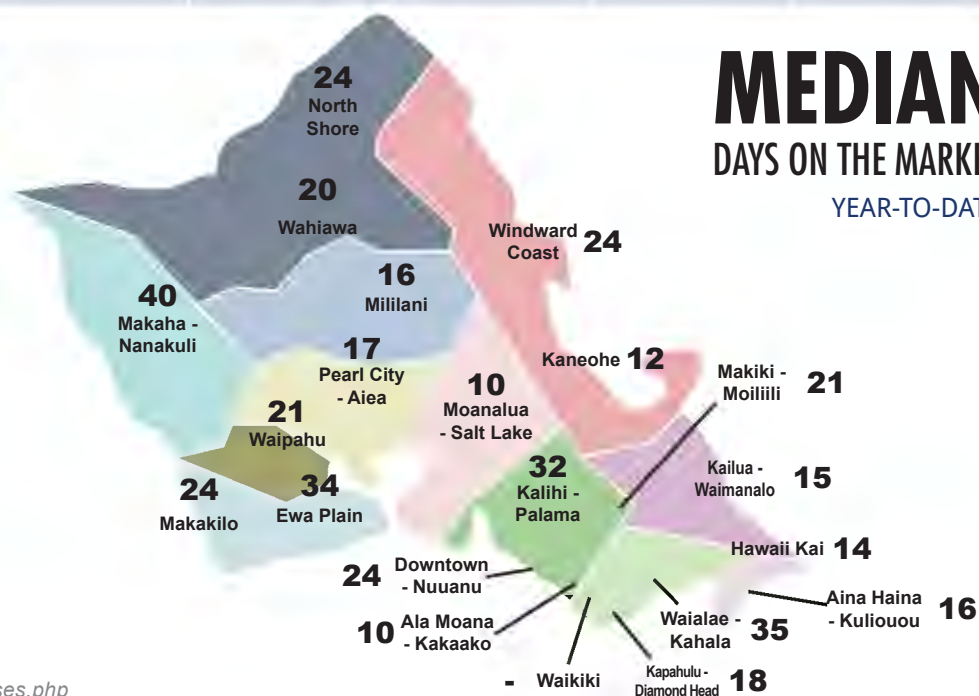 MEDIAN
DAYS ON THE MARKE
YEAR-TO-DAT
24
North
Shore
20
Wahiawa
Windward
Coast 24
16
Mililani
40
Makaha -
Nanakuli
17
Pearl City
- Aiea
Kaneohe 12
10
Moanalua
- Salt Lake
Makiki -
Moiliili 21
21
Waipahu
32
Kalihi -
Palama
Kailua -
Waimanalo 15
24
Makakilo
34
Ewa Plain
Hawaii Kai 14
24 Downtown
- Nuuanu
10 Ala Moana
- Kakaako
Waialae -
Kahala 35
Aina Haina
- Kuliouou 16
- Waikiki
Kapahulu -
Diamond Head 18
ses.php